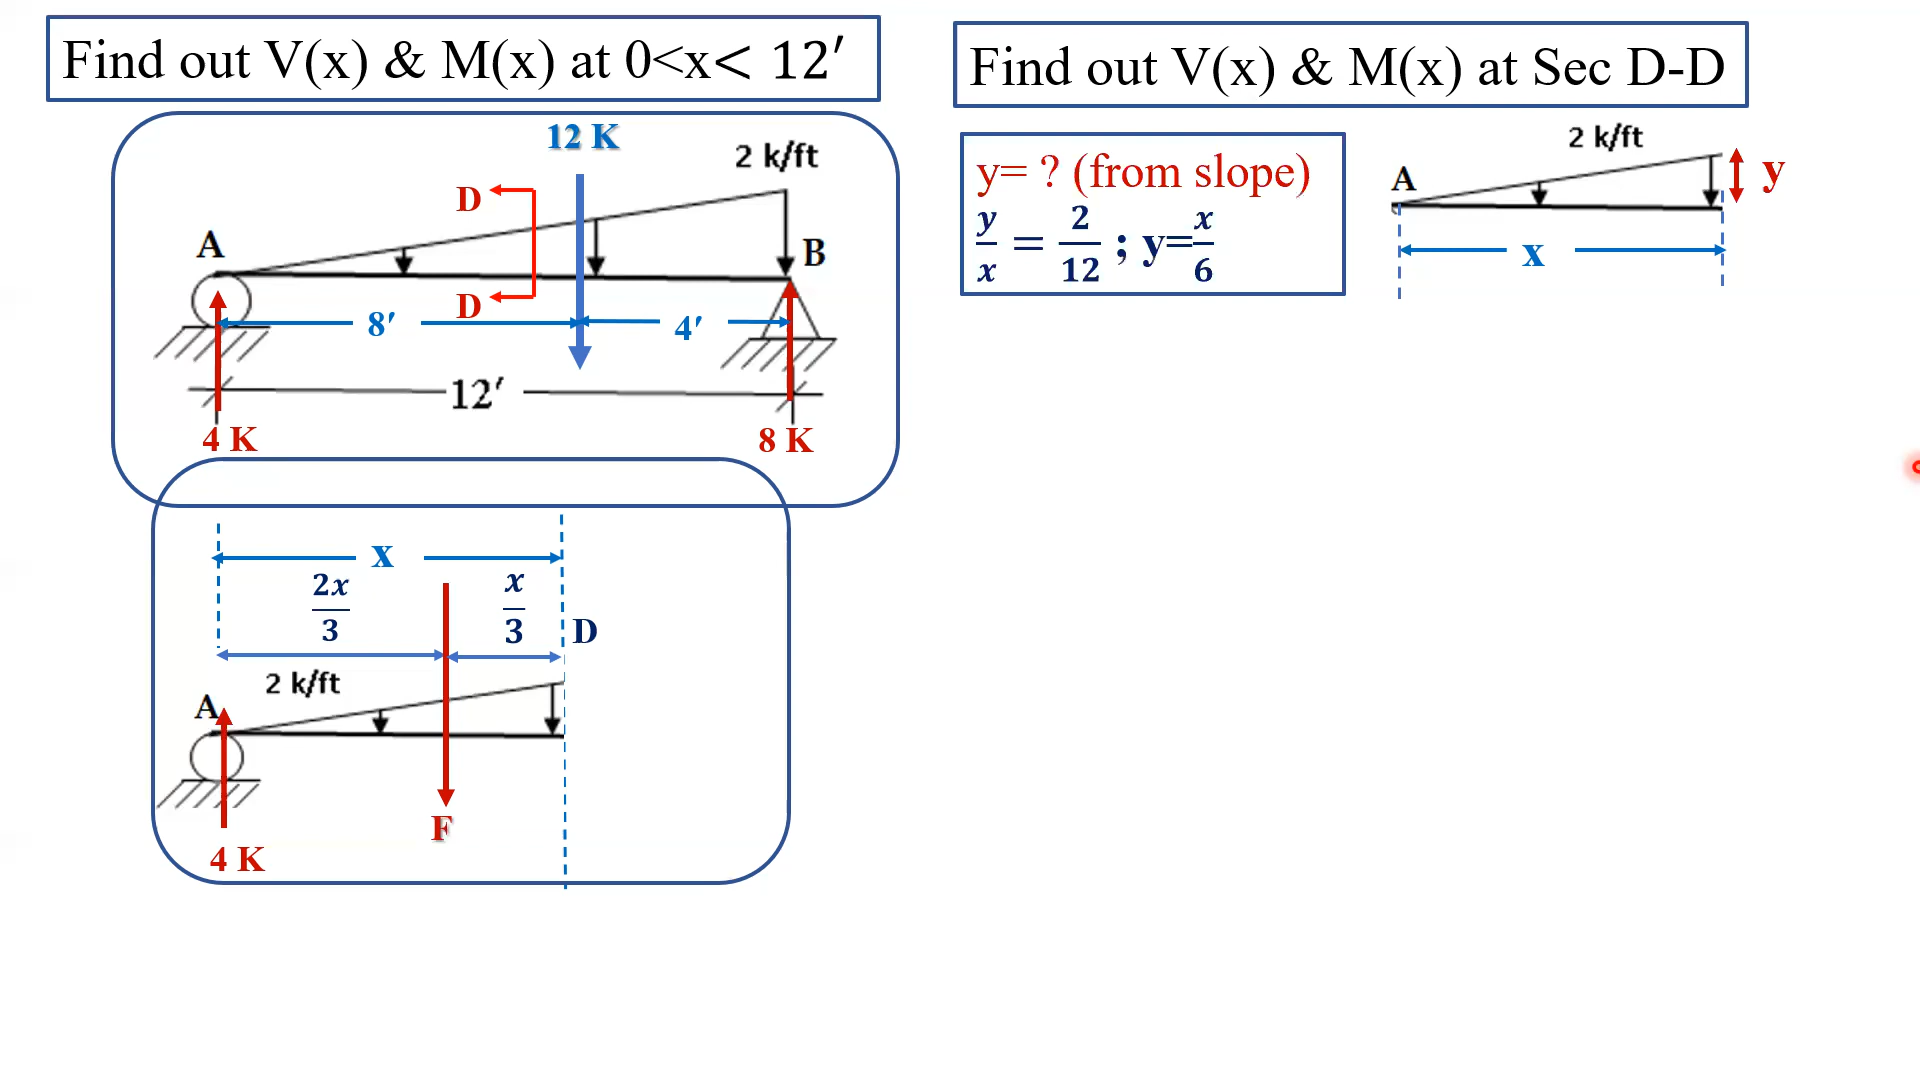 Find out V(x) & M(x) at 0<x< 12′
Find out V(x) & M(x) at Sec D-D
12 K
2 k/ft
D
A
B
D
8′
4′
12′
4 K
8 K
y= ? (from slope)
y/x = 2/12 ; y=x/6
2 k/ft
A
y
x
x
2x/3
x/3
D
2 k/ft
A
F
4 K